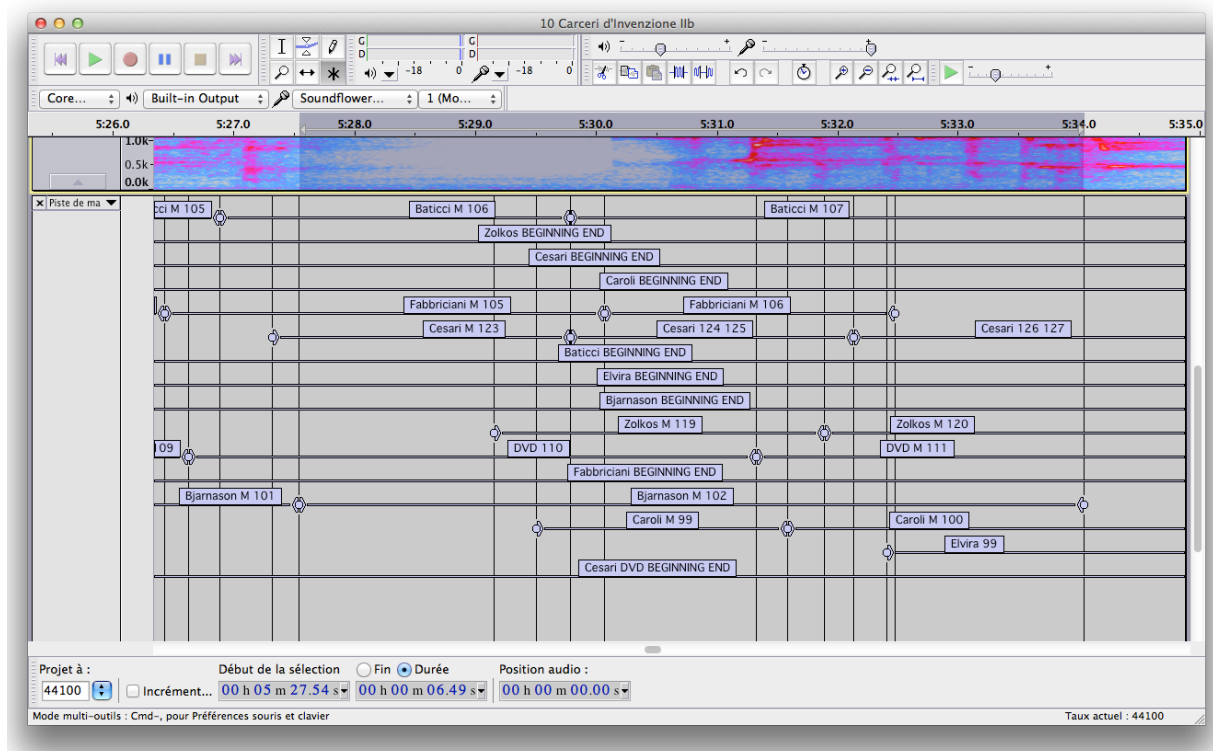 10 Carceri d'Invenzione IIb
G G
D D
-18 0 -18 0
Core... Built-in Output Soundflower... 1 (Mo...
5:26.0 5:27.0 5:28.0 5:29.0 5:30.0 5:31.0 5:32.0 5:33.0 5:34.0 5:35.0
1.0k
0.5k
0.0k
Piste de ma
cci M 105 Baticci M 106 Baticci M 107
Zolkos BEGINNING END
Cesari BEGINNING END
Caroli BEGINNING END
Fabbriciani M 105 Fabbriciani M 106
Cesari M 123 Cesari 124 125 Cesari 126 127
Baticci BEGINNING END
Elvira BEGINNING END
Bjarnason BEGINNING END
Zolkos M 119 Zolkos M 120
109 DVD 110 DVD M 111
Fabbriciani BEGINNING END
Bjarnason M 101 Bjarnason M 102
Caroli M 99 Caroli M 100
Elvira 99
Cesari DVD BEGINNING END
Projet à : Début de la sélection Fin Durée Position audio :
44100 Incrément... 00 h 05 m 27.54 s 00 h 00 m 06.49 s 00 h 00 m 00.00 s
Mode multi-outils : Cmd-, pour Préférences souris et clavier Taux actuel : 44100